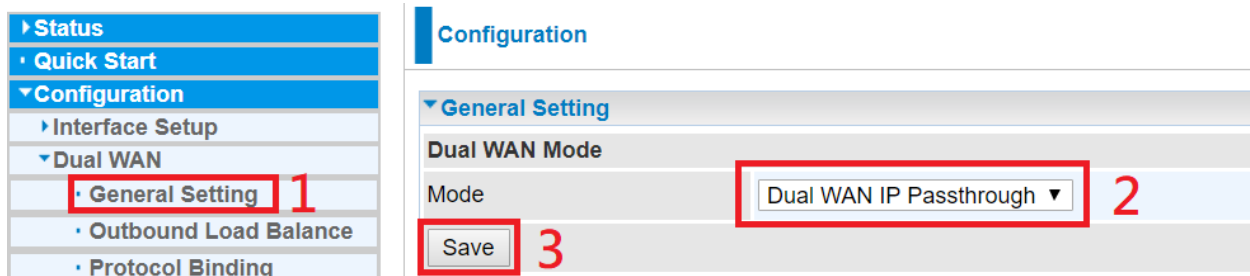 Status
Quick Start
Configuration
Interface Setup
Dual WAN
General Setting 1
Outbound Load Balance
Protocol Binding
Configuration
General Setting
Dual WAN Mode
Mode Dual WAN IP Passthrough 2
Save 3